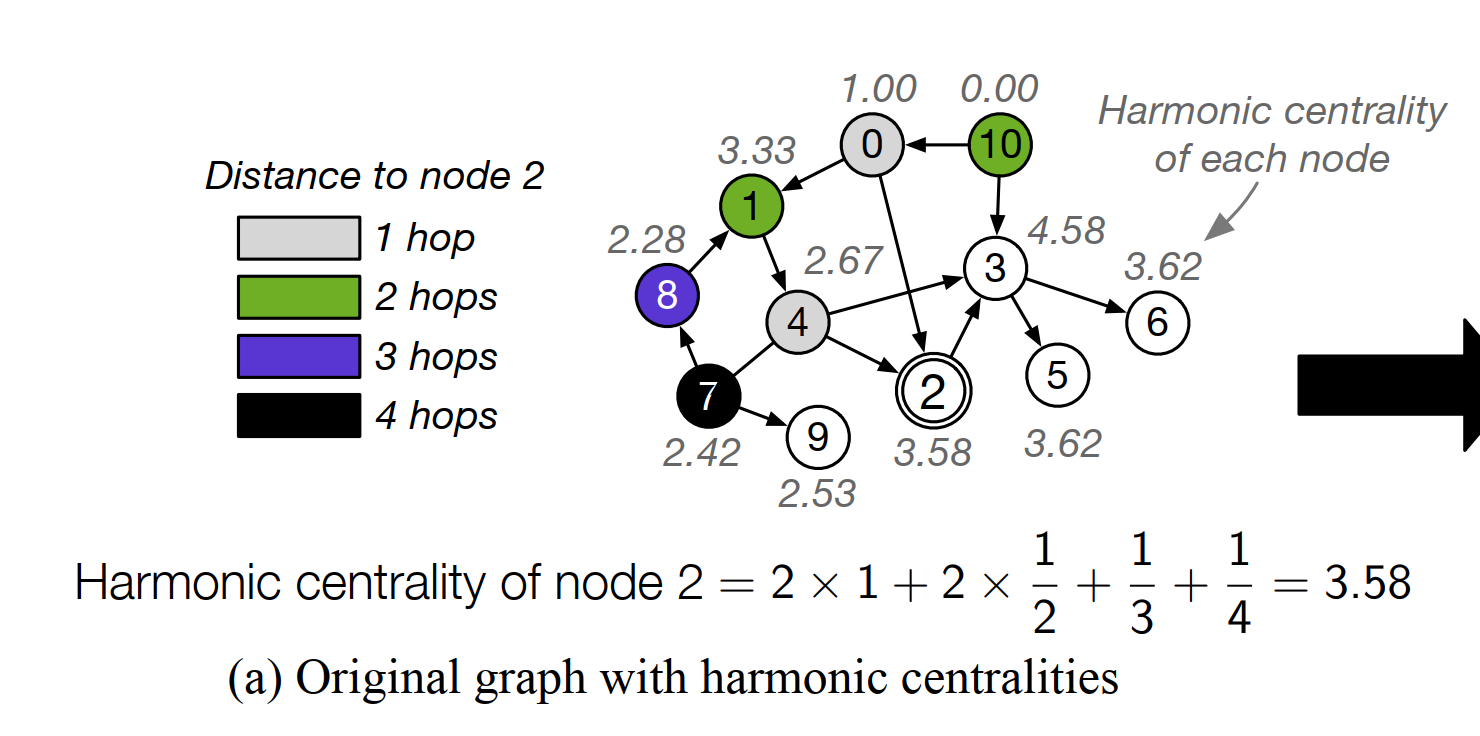 1.00 0.00
Harmonic centrality
of each node
0 10
3.33
Distance to node 2
1
1 hop
2.28
4.58
2.67
3.62
3
2 hops
8
4
6
3 hops
5
7
2
4 hops
9
2.42
3.58
3.62
2.53
Harmonic centrality of node 2 = 2 × 1 + 2 × 1/2 + 1/3 + 1/4 = 3.58
(a) Original graph with harmonic centralities